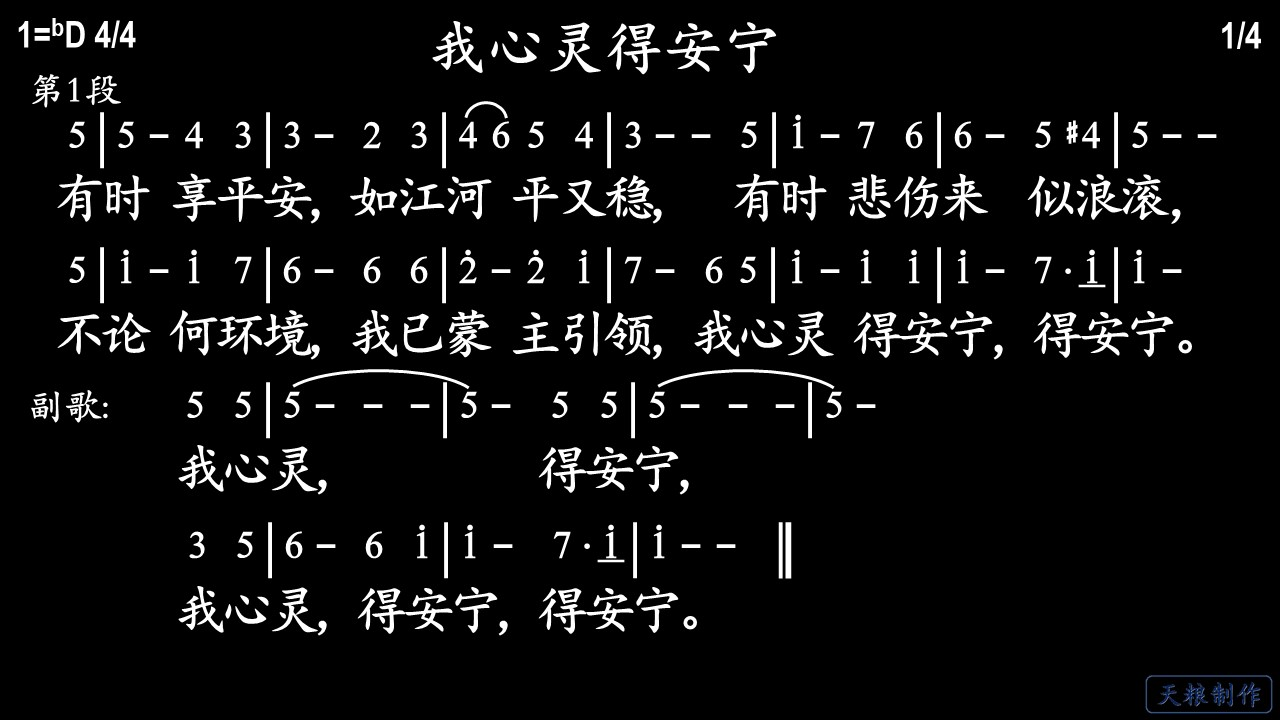 1=ᵇD 4/4 我心灵得安宁 1/4
第1段
5|5 - 4 3|3 - 2 3|4 6 5 4|3 - - 5|i̇ - 7 6|6 - 5 #4|5 - -
有时 享平安, 如江河 平又稳, 有时 悲伤来 似浪滚,
5|i̇ - i̇ 7|6 - 6 6|2̇ - 2̇ i̇|7 - 6 5|i̇ - i̇ i̇|i̇ - 7 · i̇|i̇ -
不论 何环境, 我已蒙 主引领, 我心灵 得安宁, 得安宁。
副歌: 5 5|5 - - -|5 - 5 5|5 - - -|5 -
我心灵, 得安宁,
3 5|6 - 6 i̇|i̇ - 7 · i̇|i̇ - - ‖
我心灵, 得安宁, 得安宁。
天粮制作